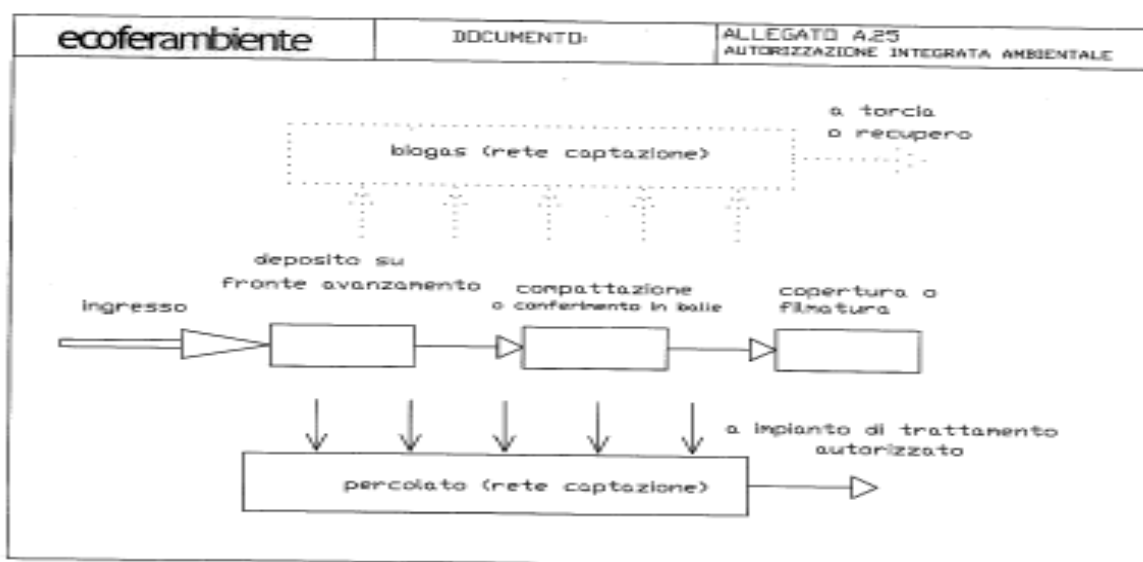 ecoferambiente
DOCUMENTO:
ALLEGATO A.25
AUTORIZZAZIONE INTEGRATA AMBIENTALE
a torcia
o recupero
biogas (rete captazione)
deposito su
fronte avanzamento
compattazione
o conferimento in balle
copertura o
filmatura
ingresso
a impianto di trattamento
autorizzato
percolato (rete captazione)